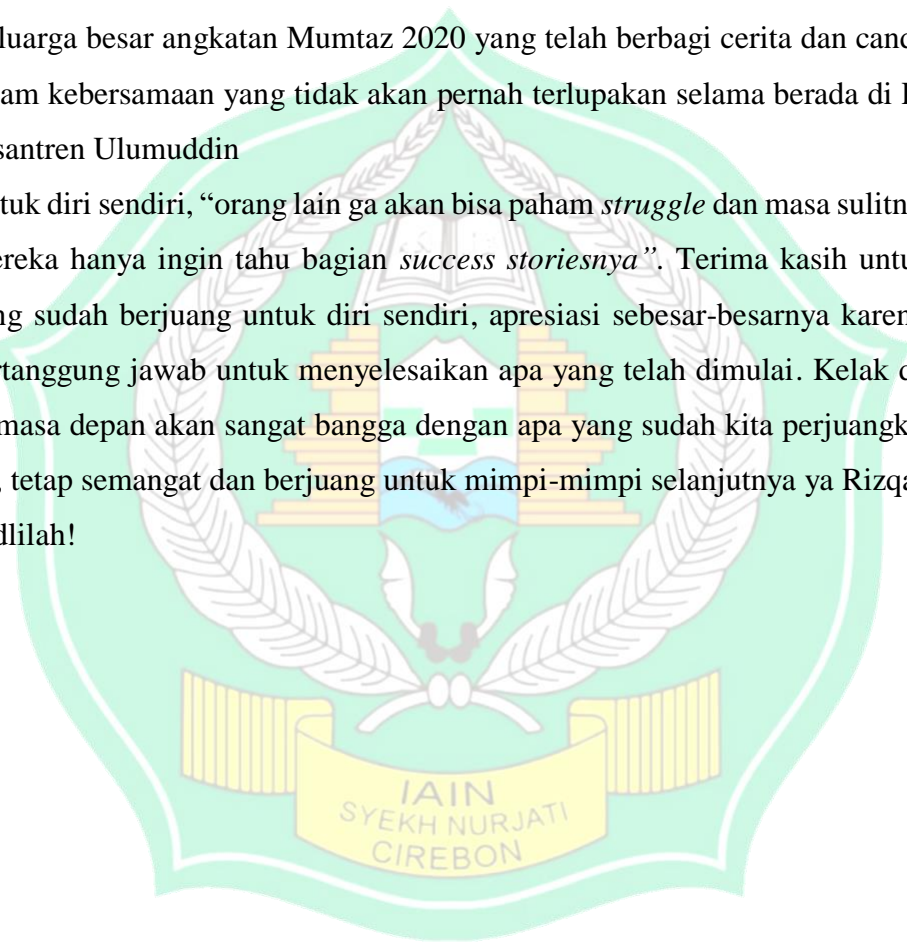 luarga besar angkatan Mumtaz 2020 yang telah berbagi cerita dan canc
am kebersamaan yang tidak akan pernah terlupakan selama berada di
santren Ulumuddin
tuk diri sendiri, “orang lain ga akan bisa paham struggle dan masa sulitn
ereka hanya ingin tahu bagian success storiesnya”. Terima kasih untu
ng sudah berjuang untuk diri sendiri, apresiasi sebesar-besarnya karen
rtanggung jawab untuk menyelesaikan apa yang telah dimulai. Kelak d
masa depan akan sangat bangga dengan apa yang sudah kita perjuangk
, tetap semangat dan berjuang untuk mimpi-mimpi selanjutnya ya Rizqa
dlilah!
IAIN
SYEKH NURJATI
CIREBON